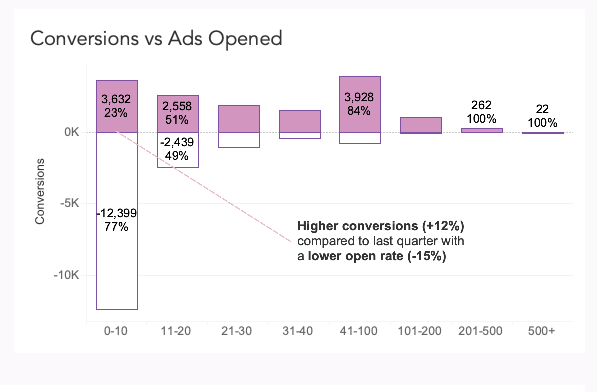 Conversions vs Ads Opened
3,632
23%
2,558
51%
3,928
84%
262
100%
22
100%
0K
-2,439
49%
-5K
-12,399
77%
-10K
Conversions
Higher conversions (+12%)
compared to last quarter with
a lower open rate (-15%)
0-10
11-20
21-30
31-40
41-100
101-200
201-500
500+